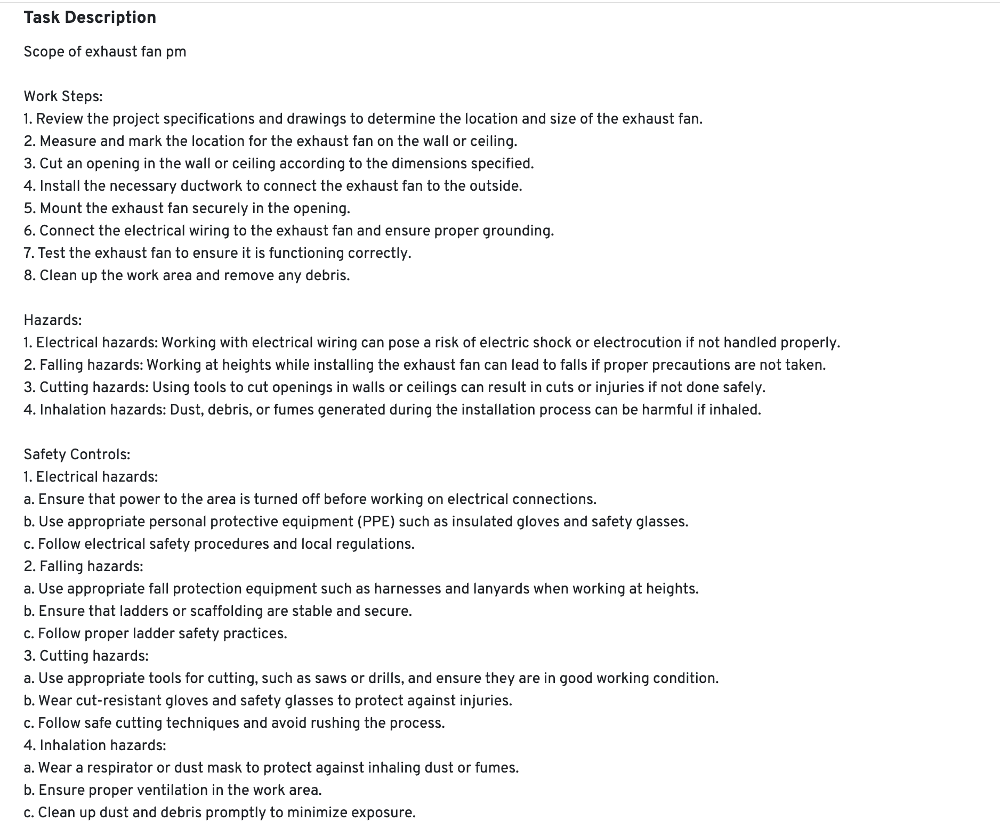 Task Description
Scope of exhaust fan pm
Work Steps:
1. Review the project specifications and drawings to determine the location and size of the exhaust fan.
2. Measure and mark the location for the exhaust fan on the wall or ceiling.
3. Cut an opening in the wall or ceiling according to the dimensions specified.
4. Install the necessary ductwork to connect the exhaust fan to the outside.
5. Mount the exhaust fan securely in the opening.
6. Connect the electrical wiring to the exhaust fan and ensure proper grounding.
7. Test the exhaust fan to ensure it is functioning correctly.
8. Clean up the work area and remove any debris.
Hazards:
1. Electrical hazards: Working with electrical wiring can pose a risk of electric shock or electrocution if not handled properly.
2. Falling hazards: Working at heights while installing the exhaust fan can lead to falls if proper precautions are not taken.
3. Cutting hazards: Using tools to cut openings in walls or ceilings can result in cuts or injuries if not done safely.
4. Inhalation hazards: Dust, debris, or fumes generated during the installation process can be harmful if inhaled.
Safety Controls:
1. Electrical hazards:
a. Ensure that power to the area is turned off before working on electrical connections.
b. Use appropriate personal protective equipment (PPE) such as insulated gloves and safety glasses.
c. Follow electrical safety procedures and local regulations.
2. Falling hazards:
a. Use appropriate fall protection equipment such as harnesses and lanyards when working at heights.
b. Ensure that ladders or scaffolding are stable and secure.
c. Follow proper ladder safety practices.
3. Cutting hazards:
a. Use appropriate tools for cutting, such as saws or drills, and ensure they are in good working condition.
b. Wear cut-resistant gloves and safety glasses to protect against injuries.
c. Follow safe cutting techniques and avoid rushing the process.
4. Inhalation hazards:
a. Wear a respirator or dust mask to protect against inhaling dust or fumes.
b. Ensure proper ventilation in the work area.
c. Clean up dust and debris promptly to minimize exposure.